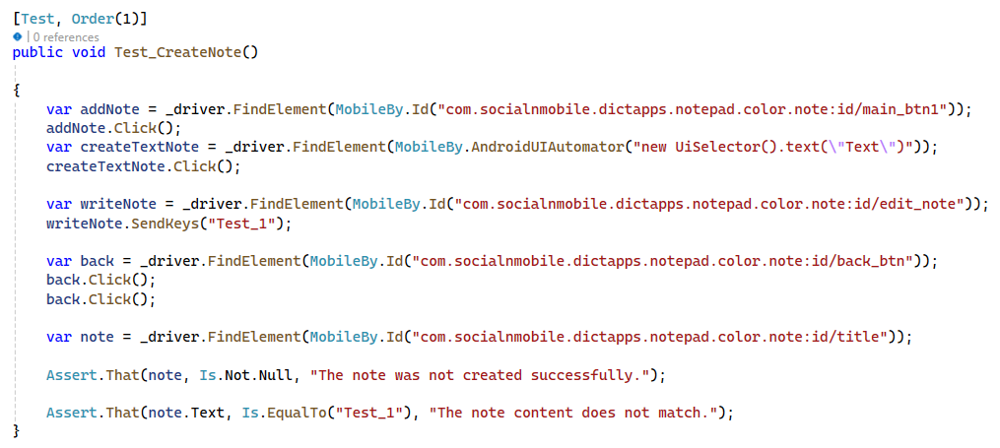 [Test, Order(1)]
| 0 references
public void Test_CreateNote()
{
var addNote = _driver.FindElement(MobileBy.Id("com.socialnmobile.dictapps.notepad.color.note:id/main_btn1"));
addNote.Click();
var createTextNote = _driver.FindElement(MobileBy.AndroidUIAutomator("new UiSelector().text(\"Text\")"));
createTextNote.Click();
var writeNote = _driver.FindElement(MobileBy.Id("com.socialnmobile.dictapps.notepad.color.note:id/edit_note"));
writeNote.SendKeys("Test_1");
var back = _driver.FindElement(MobileBy.Id("com.socialnmobile.dictapps.notepad.color.note:id/back_btn"));
back.Click();
back.Click();
var note = _driver.FindElement(MobileBy.Id("com.socialnmobile.dictapps.notepad.color.note:id/title"));
Assert.That(note, Is.Not.Null, "The note was not created successfully.");
Assert.That(note.Text, Is.EqualTo("Test_1"), "The note content does not match.");
}